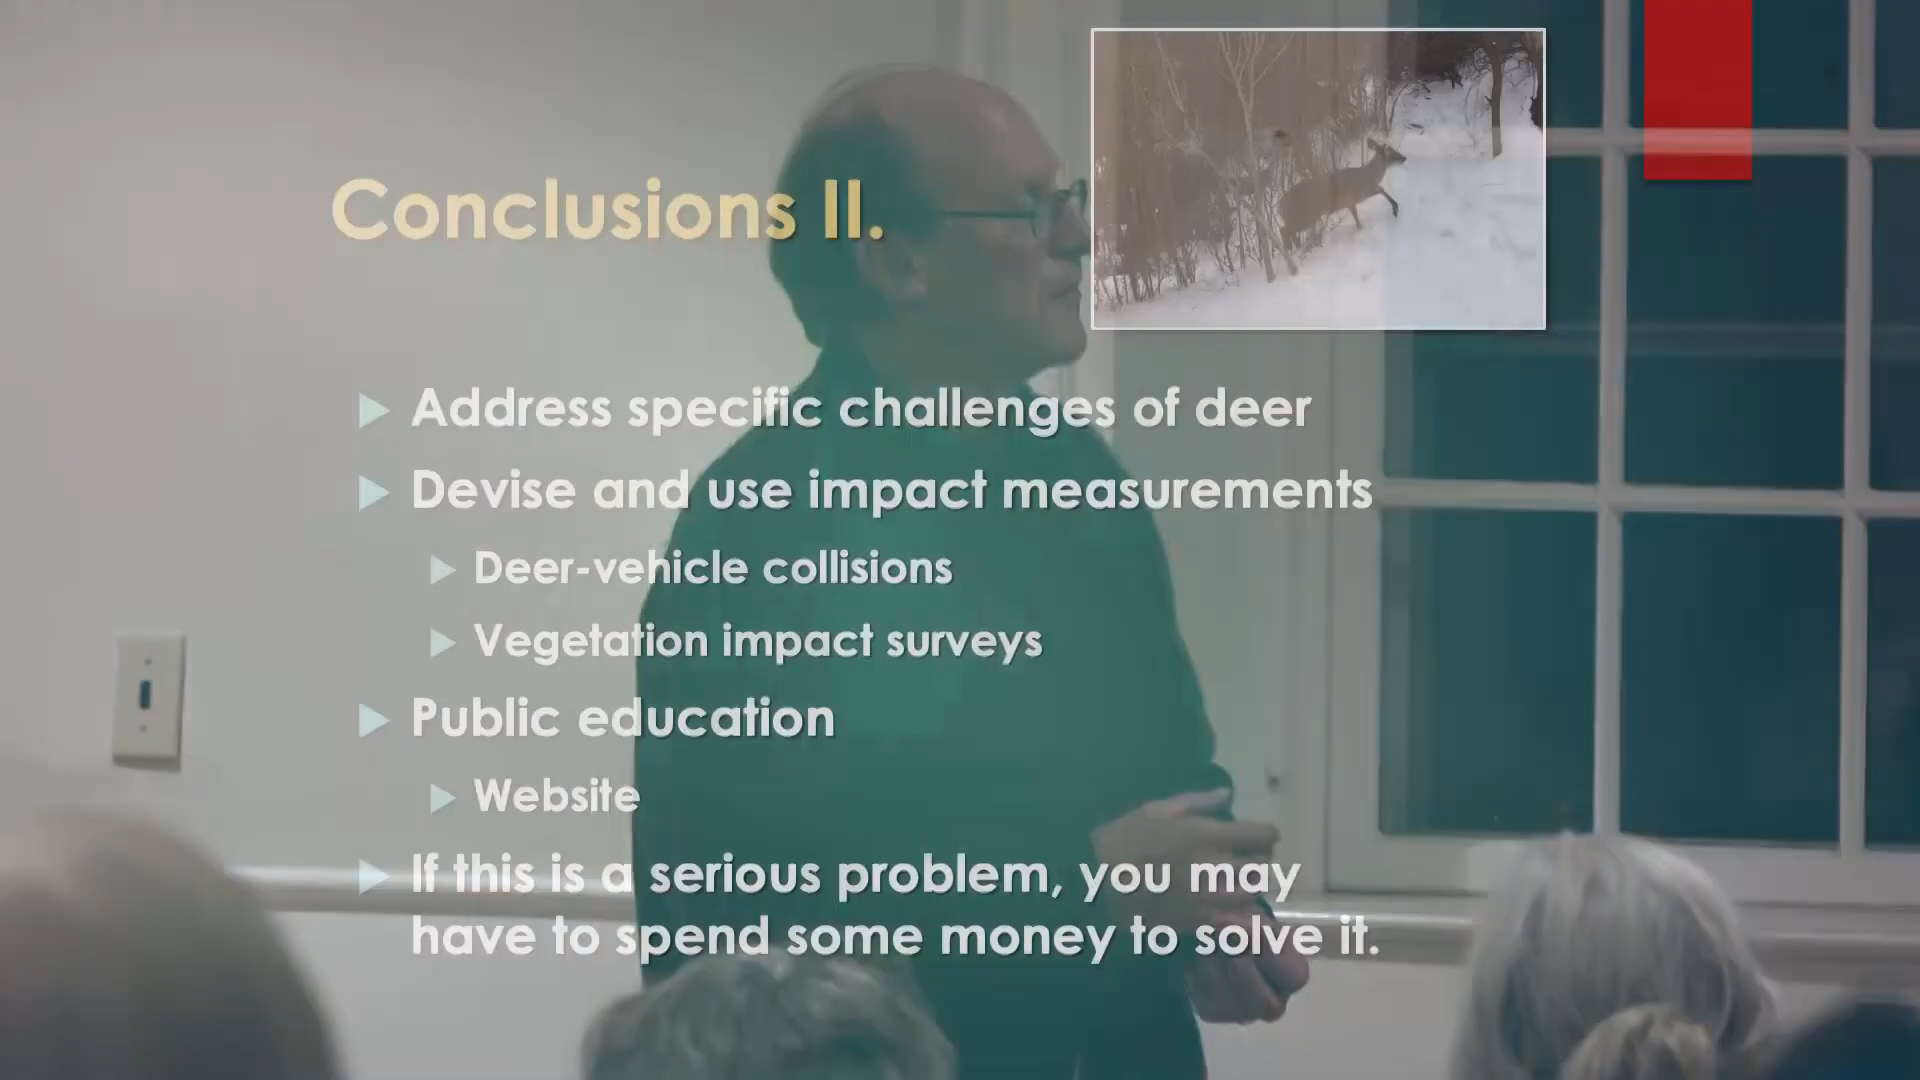 Conclusions II.
Address specific challenges of deer
Devise and use impact measurements
Deer-vehicle collisions
Vegetation impact surveys
Public education
Website
If this is a serious problem, you may
have to spend some money to solve it.